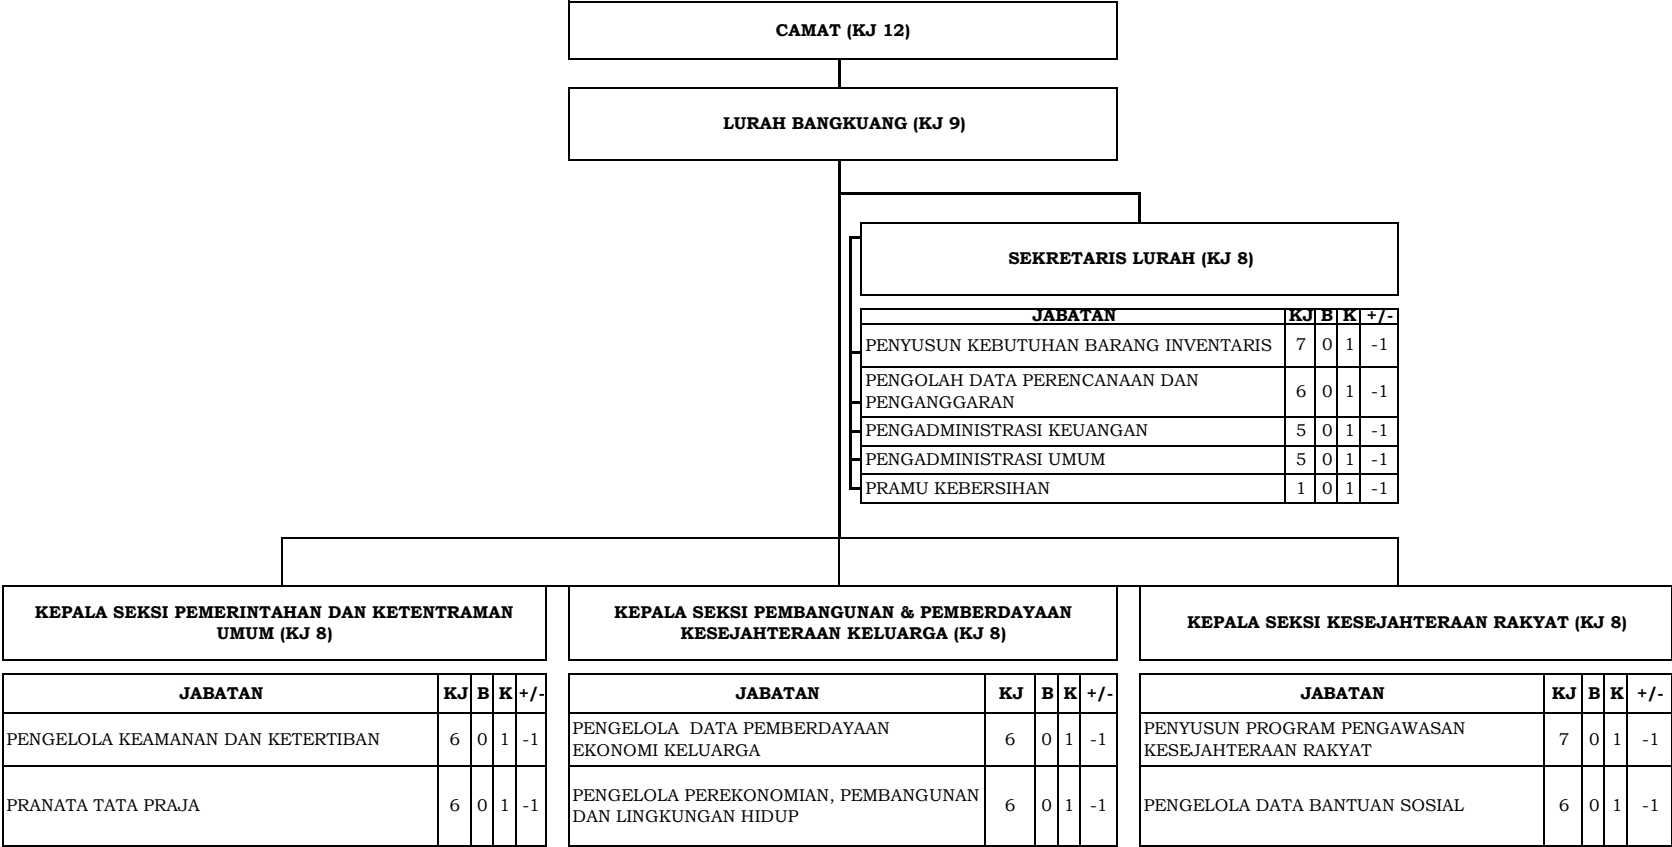 CAMAT (KJ 12)
LURAH BANGKUANG (KJ 9)
SEKRETARIS LURAH (KJ 8)
JABATAN KJ B K +/-
PENYUSUN KEBUTUHAN BARANG INVENTARIS 7 0 1 -1
PENGOLAH DATA PERENCANAAN DAN
PENGANGGARAN 6 0 1 -1
PENGADMINISTRASI KEUANGAN 5 0 1 -1
PENGADMINISTRASI UMUM 5 0 1 -1
PRAMU KEBERSIHAN 1 0 1 -1
KEPALA SEKSI PEMERINTAHAN DAN KETENTRAMAN
UMUM (KJ 8)
JABATAN KJ B K +/-
PENGELOLA KEAMANAN DAN KETERTIBAN 6 0 1 -1
PRANATA TATA PRAJA 6 0 1 -1
KEPALA SEKSI PEMBANGUNAN & PEMBERDAYAAN
KESEJAHTERAAN KELUARGA (KJ 8)
JABATAN KJ B K +/-
PENGELOLA DATA PEMBERDAYAAN
EKONOMI KELUARGA 6 0 1 -1
PENGELOLA PEREKONOMIAN, PEMBANGUNAN
DAN LINGKUNGAN HIDUP 6 0 1 -1
KEPALA SEKSI KESEJAHTERAAN RAKYAT (KJ 8)
JABATAN KJ B K +/-
PENYUSUN PROGRAM PENGAWASAN
KESEJAHTERAAN RAKYAT 7 0 1 -1
PENGELOLA DATA BANTUAN SOSIAL 6 0 1 -1